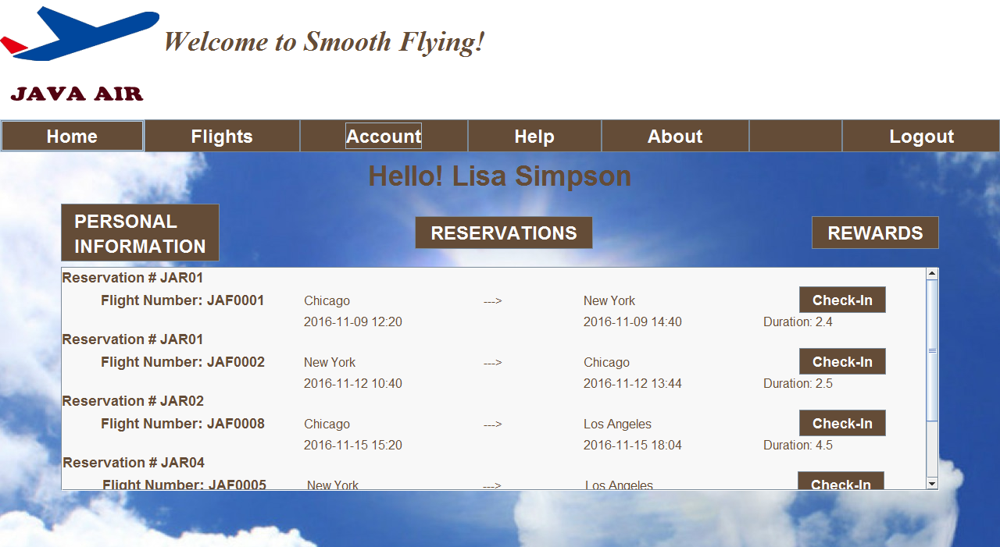 Welcome to Smooth Flying!
JAVA AIR
Home Flights Account Help About Logout
Hello! Lisa Simpson
PERSONAL
INFORMATION
RESERVATIONS
REWARDS
Reservation # JAR01
Flight Number: JAF0001 Chicago ---> New York Check-In
2016-11-09 12:20 2016-11-09 14:40 Duration: 2.4
Reservation # JAR01
Flight Number: JAF0002 New York ---> Chicago Check-In
2016-11-12 10:40 2016-11-12 13:44 Duration: 2.5
Reservation # JAR02
Flight Number: JAF0008 Chicago ---> Los Angeles Check-In
2016-11-15 15:20 2016-11-15 18:04 Duration: 4.5
Reservation # JAR04
Flight Number: JAF0005 New York ---> Los Angeles Check-In